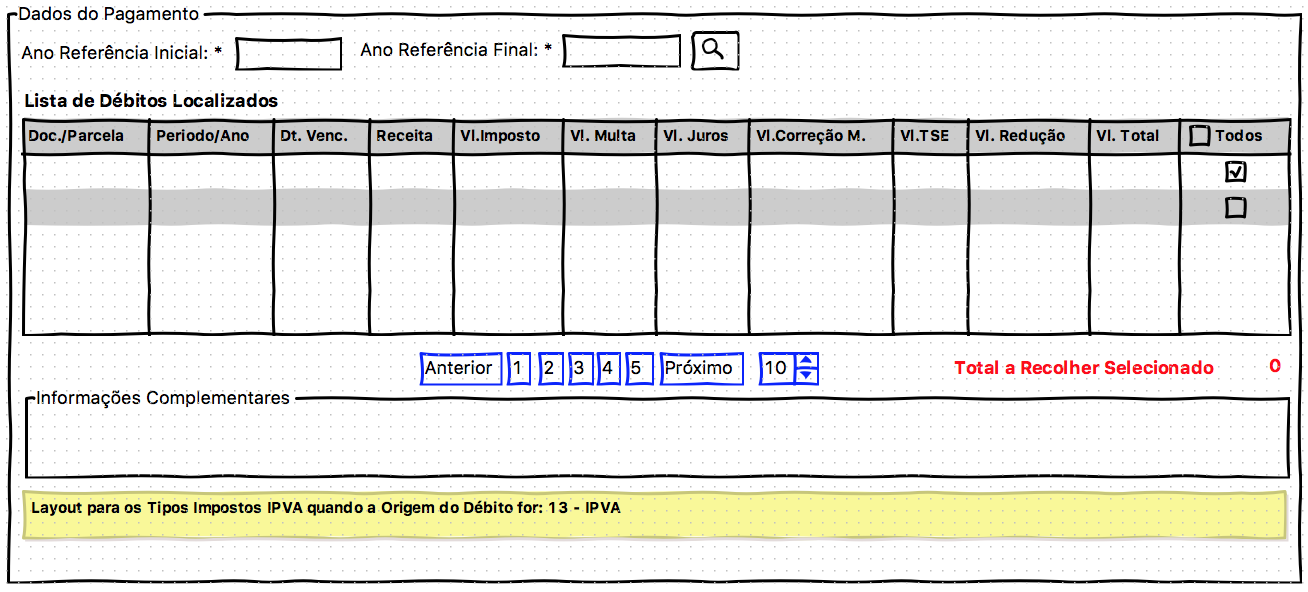 Dados do Pagamento
Ano Referência Inicial: * Ano Referência Final: *
Lista de Débitos Localizados
Doc./Parcela Periodo/Ano Dt. Venc. Receita Vl.Imposto Vl. Multa Vl. Juros Vl.Correção M. Vl.TSE Vl. Redução Vl. Total Todos
Anterior 1 2 3 4 5 Próximo 10 Total a Recolher Selecionado 0
Informações Complementares
Layout para os Tipos Impostos IPVA quando a Origem do Débito for: 13 - IPVA